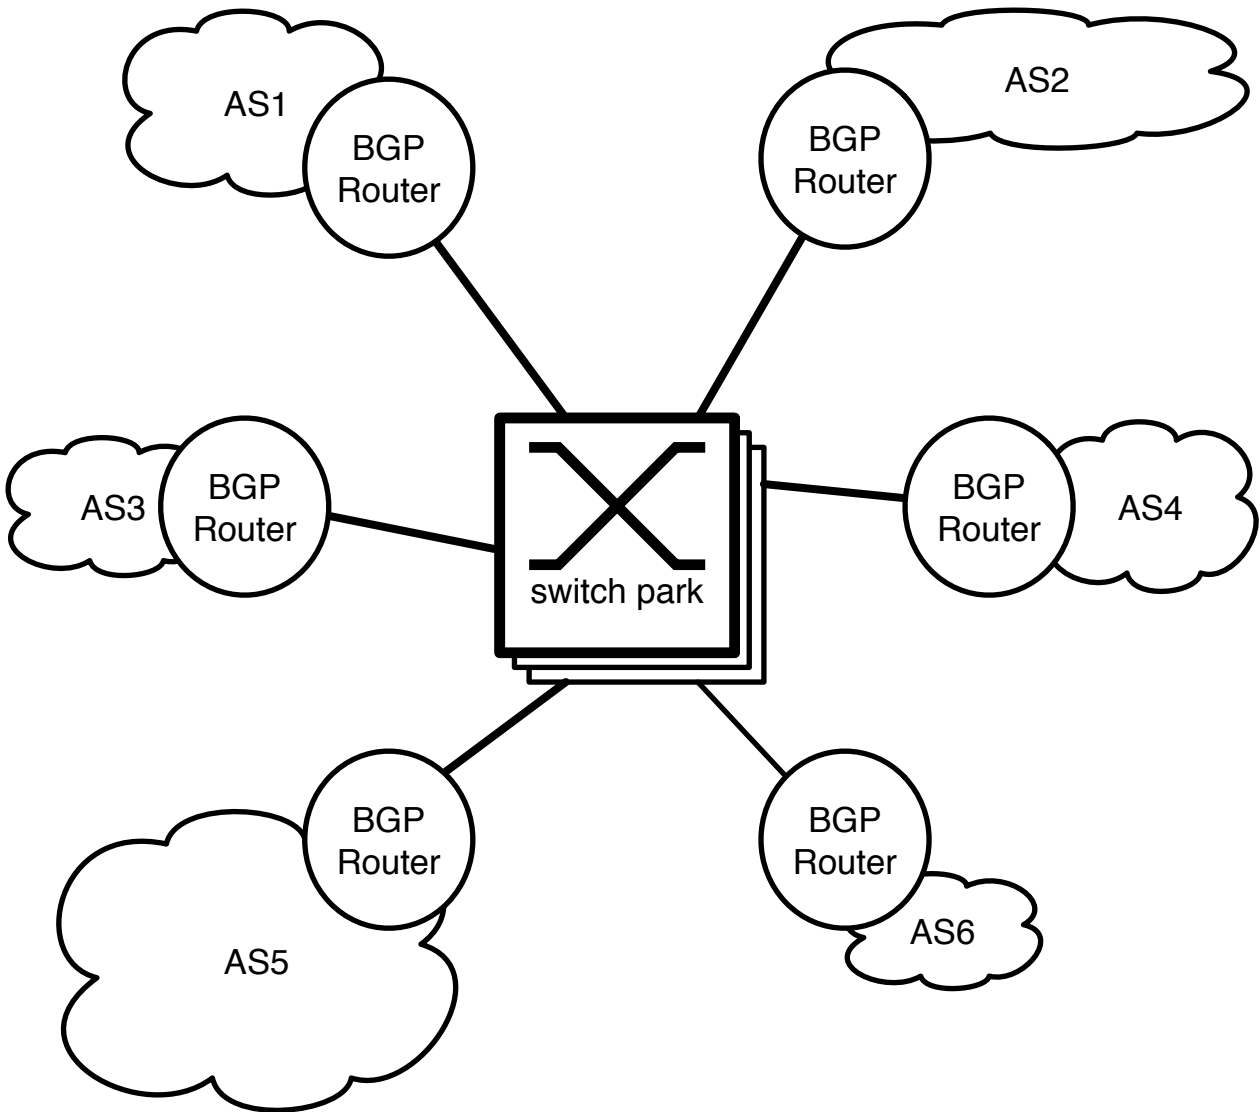 AS1
BGP
Router
AS2
BGP
Router
AS3
BGP
Router
switch park
BGP
Router
AS4
BGP
Router
AS5
BGP
Router
AS6